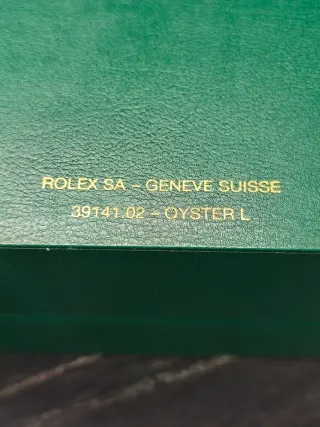 ROLEX SA – GENEVE SUISSE
39141.02 – OYSTER L